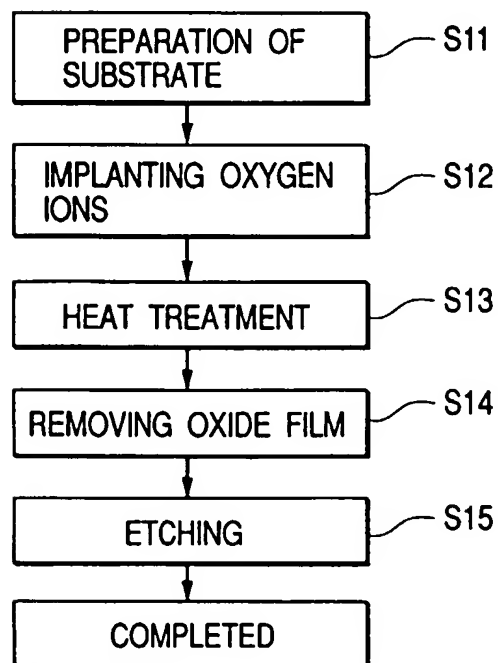 PREPARATION OF
SUBSTRATE
S11
IMPLANTING OXYGEN
IONS
S12
HEAT TREATMENT
S13
REMOVING OXIDE FILM
S14
ETCHING
S15
COMPLETED